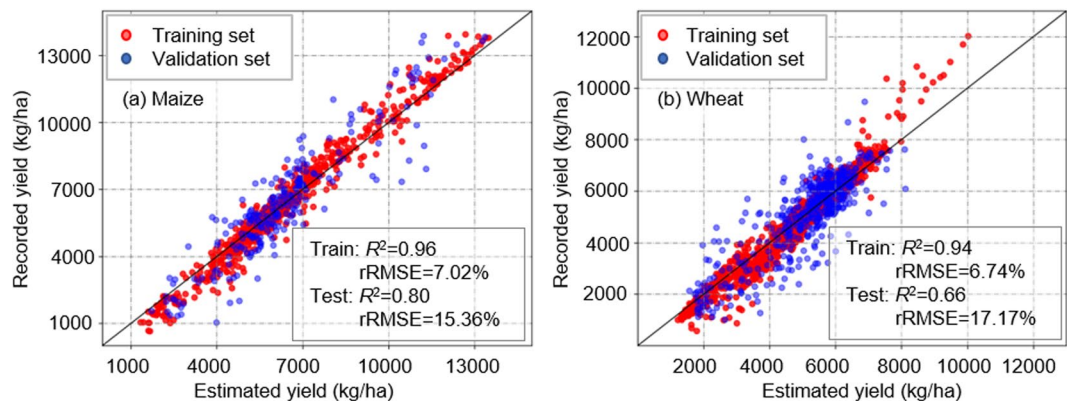 Training set
Validation set
(a) Maize
13000
10000
7000
4000
1000
Recorded yield (kg/ha)
Train: R²=0.96
rRMSE=7.02%
Test: R²=0.80
rRMSE=15.36%
1000 4000 7000 10000 13000
Estimated yield (kg/ha)
Training set
Validation set
(b) Wheat
12000
10000
8000
6000
4000
2000
Recorded yield (kg/ha)
Train: R²=0.94
rRMSE=6.74%
Test: R²=0.66
rRMSE=17.17%
2000 4000 6000 8000 10000 12000
Estimated yield (kg/ha)